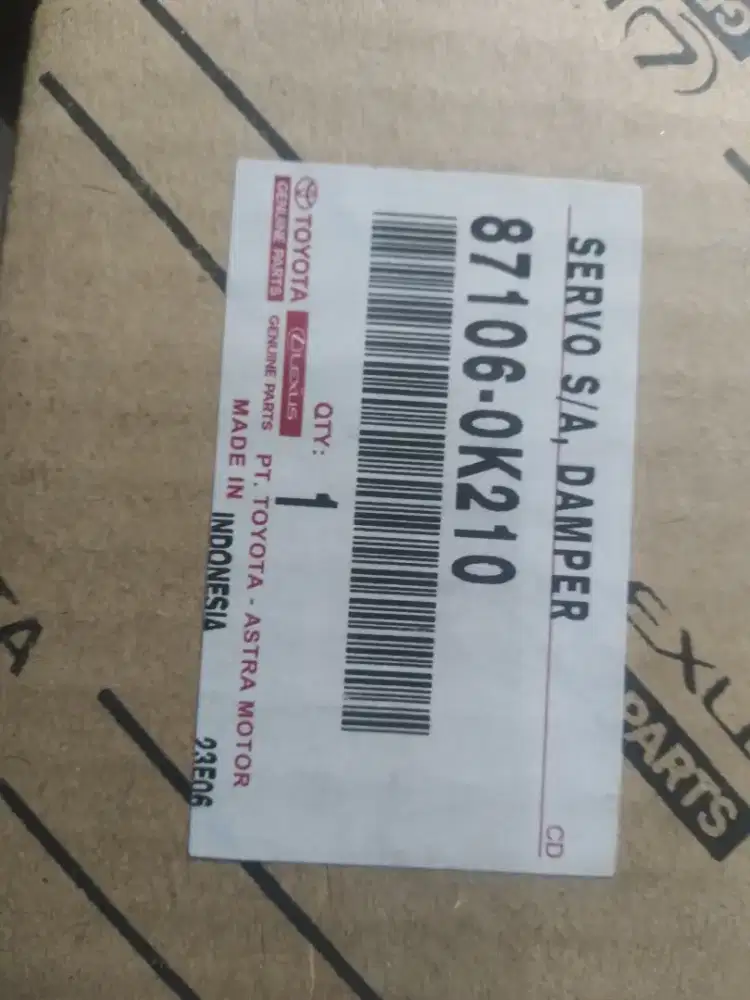 SERVO S/A, DAMPER
CD
87106-0K210
QTY: 1
TOYOTA
GENUINE PARTS
LEXUS
GENUINE PARTS
PT. TOYOTA - ASTRA MOTOR
MADE IN INDONESIA
23E06
PARTS